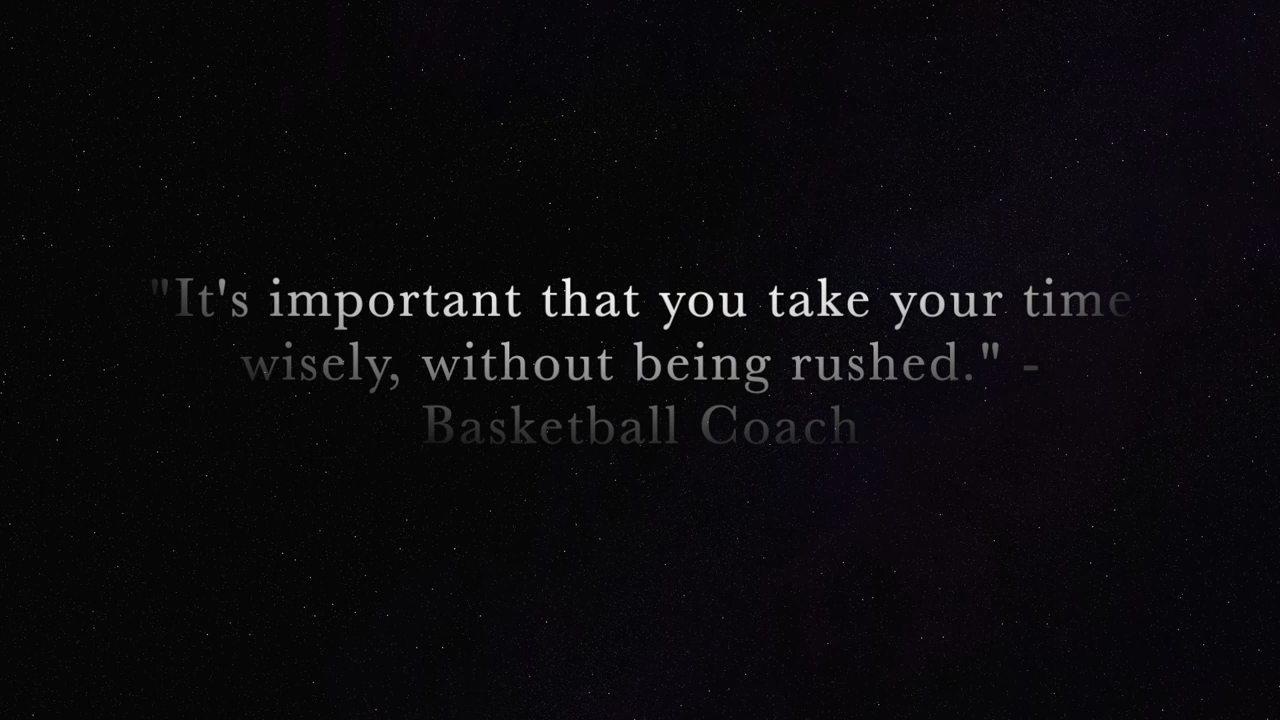 "It's important that you take your time
wisely, without being rushed." -
Basketball Coach